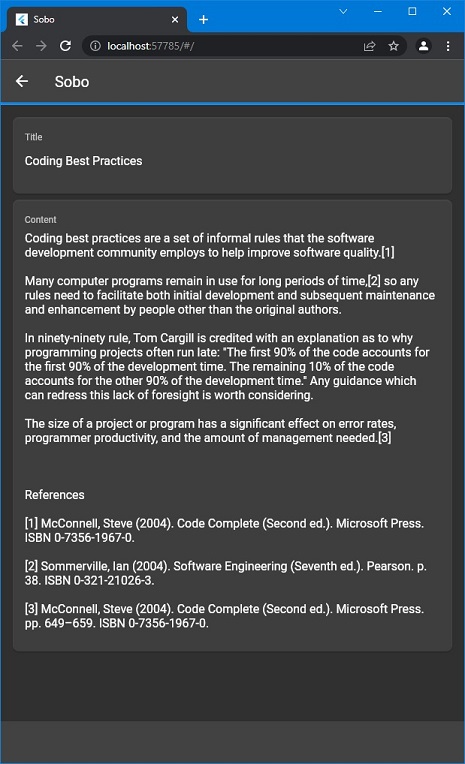 Sobo
localhost:57785/#/
Sobo
Title
Coding Best Practices
Content
Coding best practices are a set of informal rules that the software
development community employs to help improve software quality.[1]
Many computer programs remain in use for long periods of time,[2] so any
rules need to facilitate both initial development and subsequent maintenance
and enhancement by people other than the original authors.
In ninety-ninety rule, Tom Cargill is credited with an explanation as to why
programming projects often run late: "The first 90% of the code accounts for
the first 90% of the development time. The remaining 10% of the code
accounts for the other 90% of the development time." Any guidance which
can redress this lack of foresight is worth considering.
The size of a project or program has a significant effect on error rates,
programmer productivity, and the amount of management needed.[3]
References
[1] McConnell, Steve (2004). Code Complete (Second ed.). Microsoft Press.
ISBN 0-7356-1967-0.
[2] Sommerville, Ian (2004). Software Engineering (Seventh ed.). Pearson. p.
38. ISBN 0-321-21026-3.
[3] McConnell, Steve (2004). Code Complete (Second ed.). Microsoft Press.
pp. 649–659. ISBN 0-7356-1967-0.